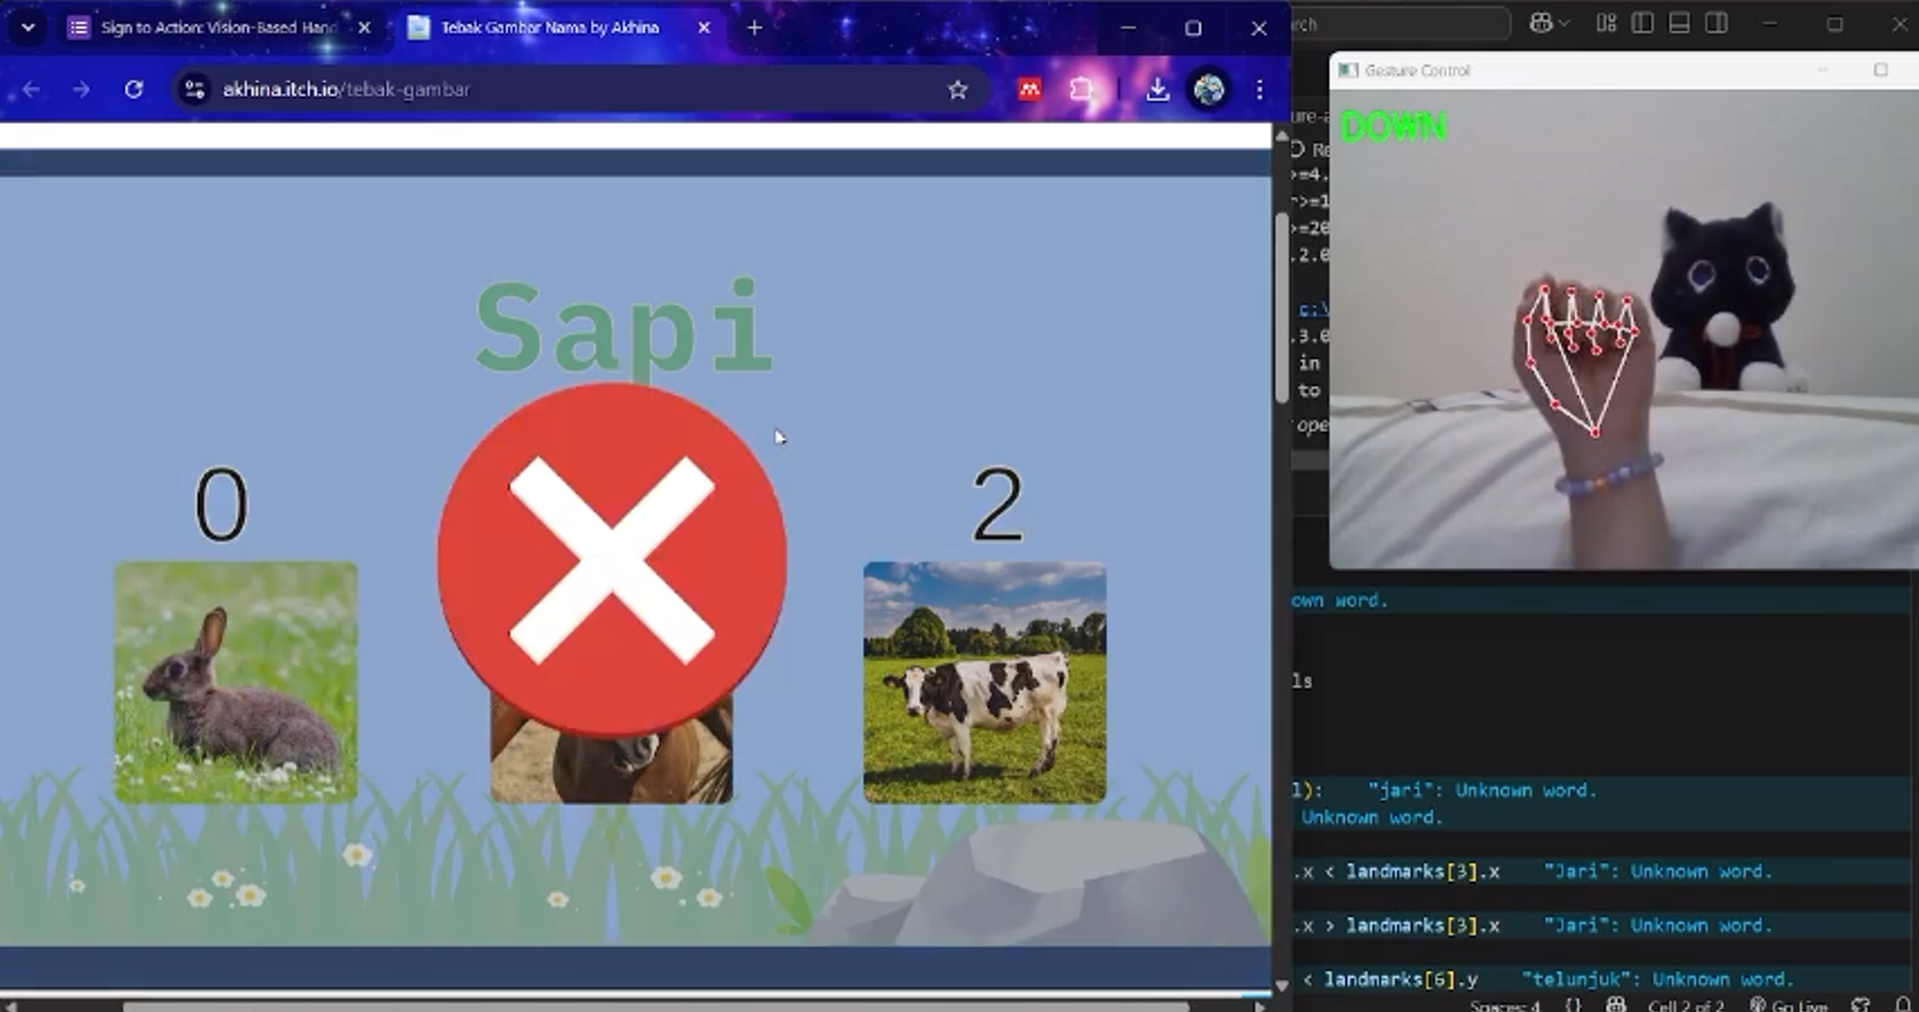 Sign to Action: Vision-Based Hand
Tebak Gambar Nama by Akhina
akhina.itch.io/tebak-gambar
Sapi
0
2
rch
Gesture Control
DOWN
ure-a
Re
>=4.
r>=1
>=20
.2.0
c:\
.3.0
in
to
ope
own word.
ls
l): "jari": Unknown word.
Unknown word.
.x < landmarks[3].x "Jari": Unknown word.
.x > landmarks[3].x "Jari": Unknown word.
< landmarks[6].y "telunjuk": Unknown word.
Spaces: 4 {} Cell 2 of 2 Go Live